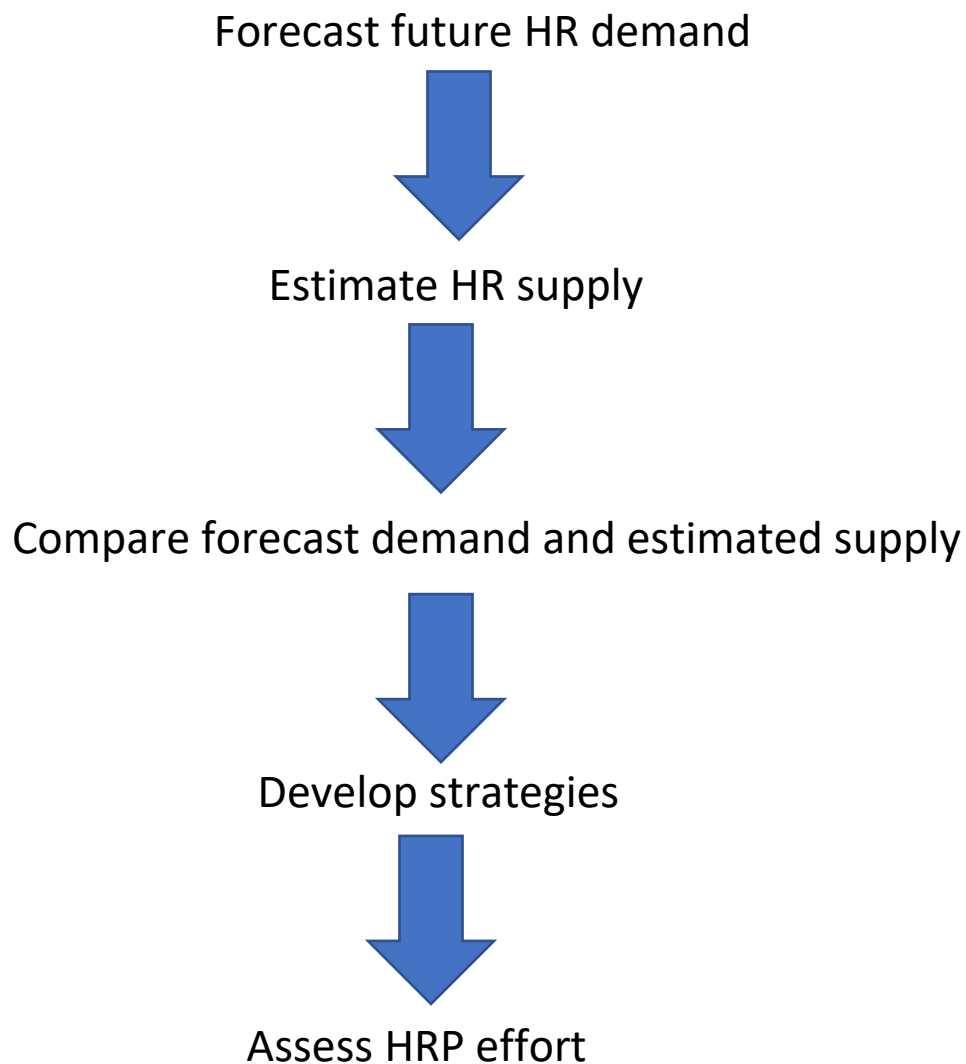 Forecast future HR demand
Estimate HR supply
Compare forecast demand and estimated supply
Develop strategies
Assess HRP effort